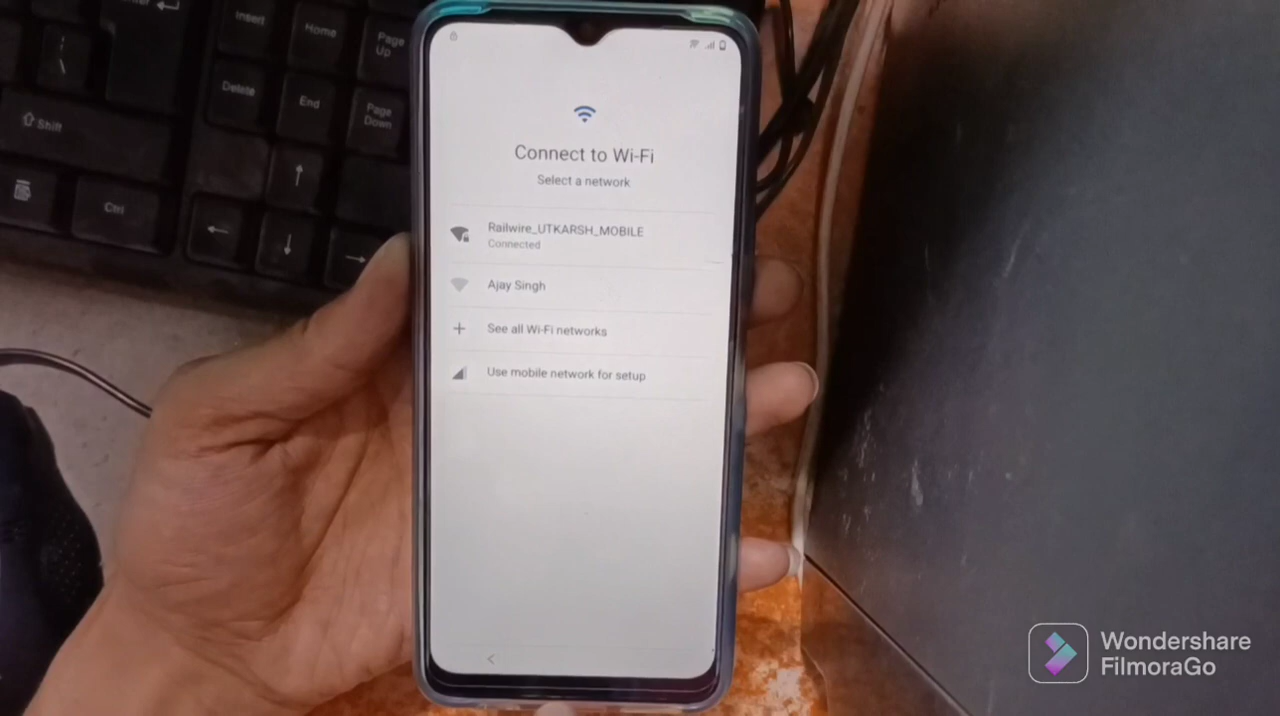 Insert
Home
Page
Up
Delete
End
Page
Down
Shift
Ctrl
Connect to Wi-Fi
Select a network
Railwire_UTKARSH_MOBILE
Connected
Ajay Singh
See all Wi-Fi networks
Use mobile network for setup
Wondershare
FilmoraGo